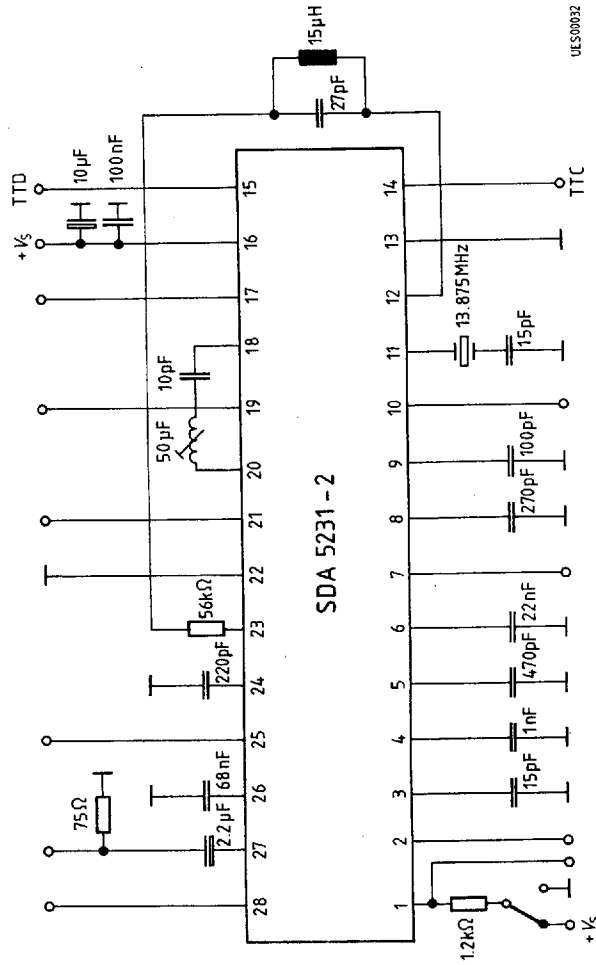 TTD
+Vs
10µF
100nF
15µH
27pF
10pF
50µF
56kΩ
220pF
68nF
2.2µF
75Ω
28 27 26 25 24 23 22 21 20 19 18 17 16 15
SDA 5231-2
1 2 3 4 5 6 7 8 9 10 11 12 13 14
1.2kΩ
+Vs
15pF
1nF
470pF
22nF
270pF
100pF
13.875MHz
15pF
TTC
UES00032